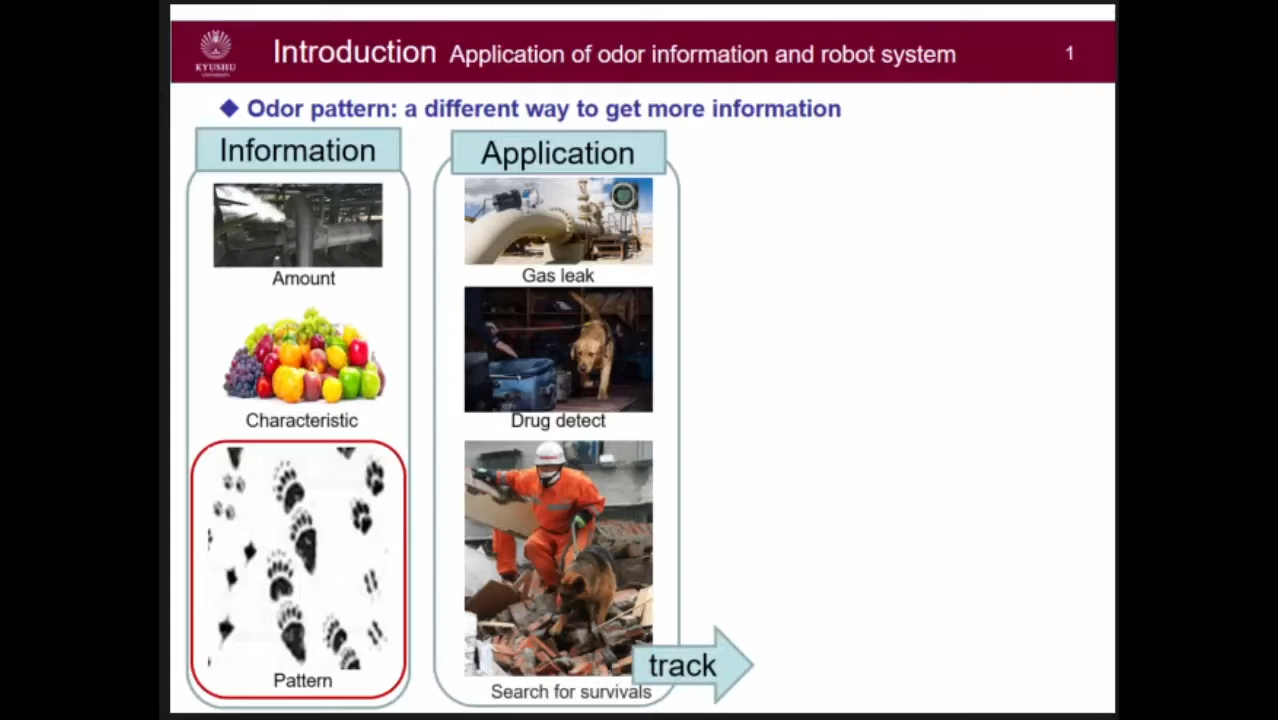 KYUSHU
UNIVERSITY
Introduction Application of odor information and robot system
1
Odor pattern: a different way to get more information
Information
Amount
Characteristic
Pattern
Application
Gas leak
Drug detect
Search for survivals
track